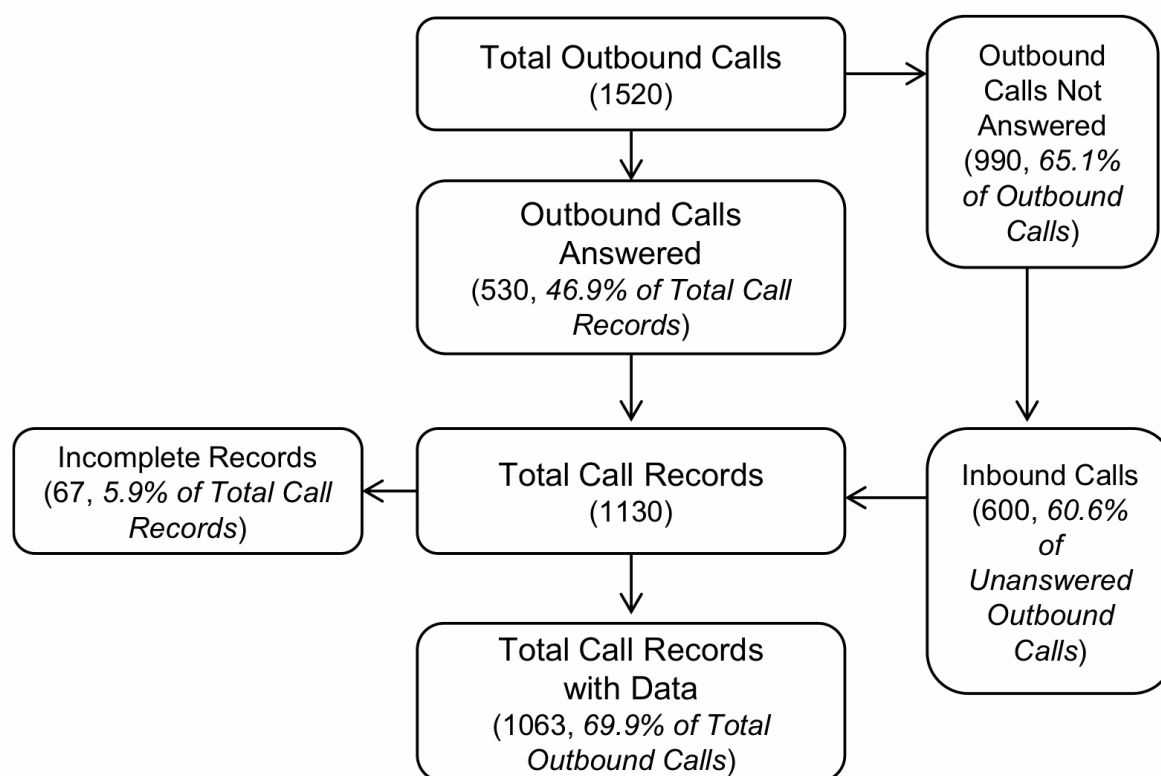 Total Outbound Calls
(1520)
Outbound
Calls Not
Answered
(990, 65.1%
of Outbound
Calls)
Outbound Calls
Answered
(530, 46.9% of Total Call
Records)
Incomplete Records
(67, 5.9% of Total Call
Records)
Total Call Records
(1130)
Inbound Calls
(600, 60.6%
of
Unanswered
Outbound
Calls)
Total Call Records
with Data
(1063, 69.9% of Total
Outbound Calls)